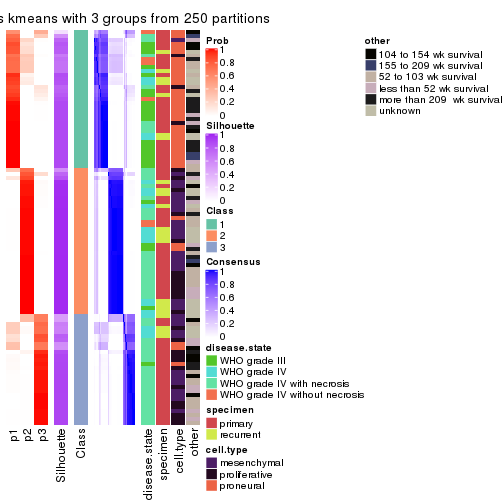 s kmeans with 3 groups from 250 partitions
Prob
1
0.8
0.6
0.4
0.2
0
Silhouette
1
0.8
0.6
0.4
0.2
0
Class
1
2
3
Consensus
1
0.8
0.6
0.4
0.2
0
disease.state
WHO grade III
WHO grade IV
WHO grade IV with necrosis
WHO grade IV without necrosis
specimen
primary
recurrent
cell.type
mesenchymal
proliferative
proneural
other
104 to 154 wk survival
155 to 209 wk survival
52 to 103 wk survival
less than 52 wk survival
more than 209 wk survival
unknown
p1
p2
p3
Silhouette
Class
disease.state
specimen
cell.type
other